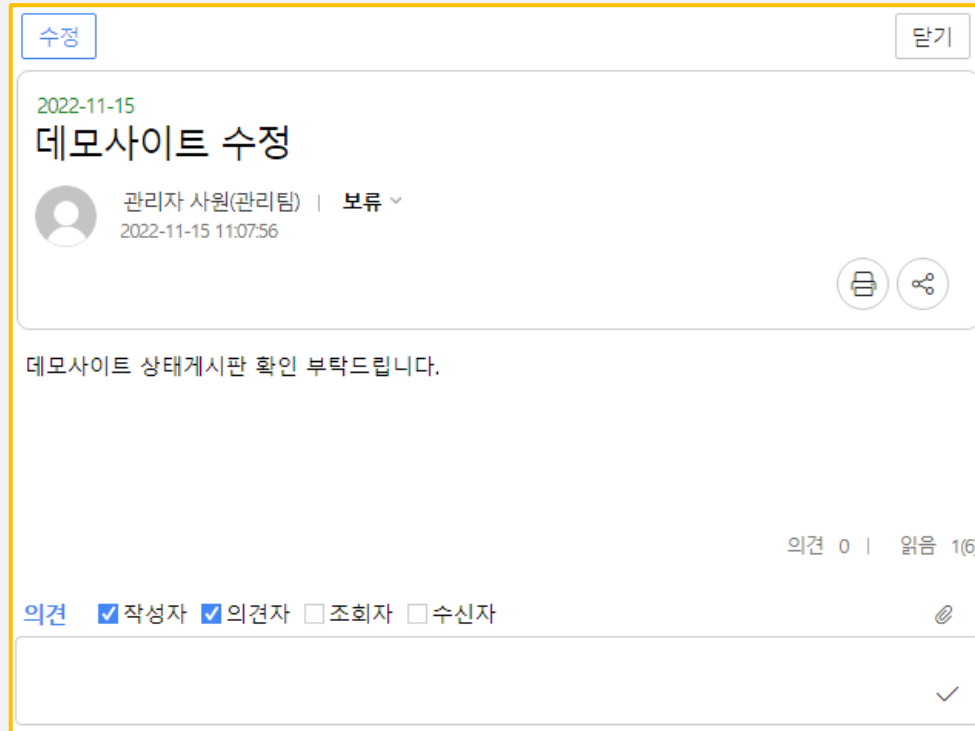 수정 닫기
2022-11-15
데모사이트 수정
관리자 사원(관리팀) | 보류
2022-11-15 11:07:56
데모사이트 상태게시판 확인 부탁드립니다.
의견 0 | 읽음 1(6)
의견 작성자 의견자 조회자 수신자